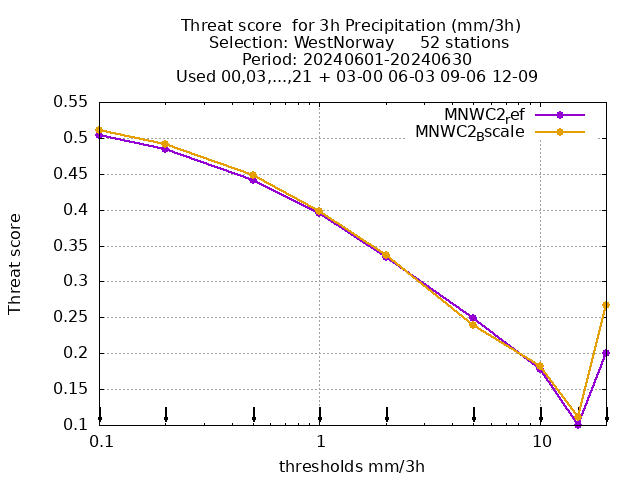 Threat score  for 3h Precipitation (mm/3h)
Selection: WestNorway     52 stations
Period: 20240601-20240630
Used 00,03,...,21 + 03-00 06-03 09-06 12-09
MNWC2ref
MNWC2Bscale
0.55
0.5
0.45
0.4
0.35
0.3
0.25
0.2
0.15
0.1
Threat score
0.1 1 10
thresholds mm/3h